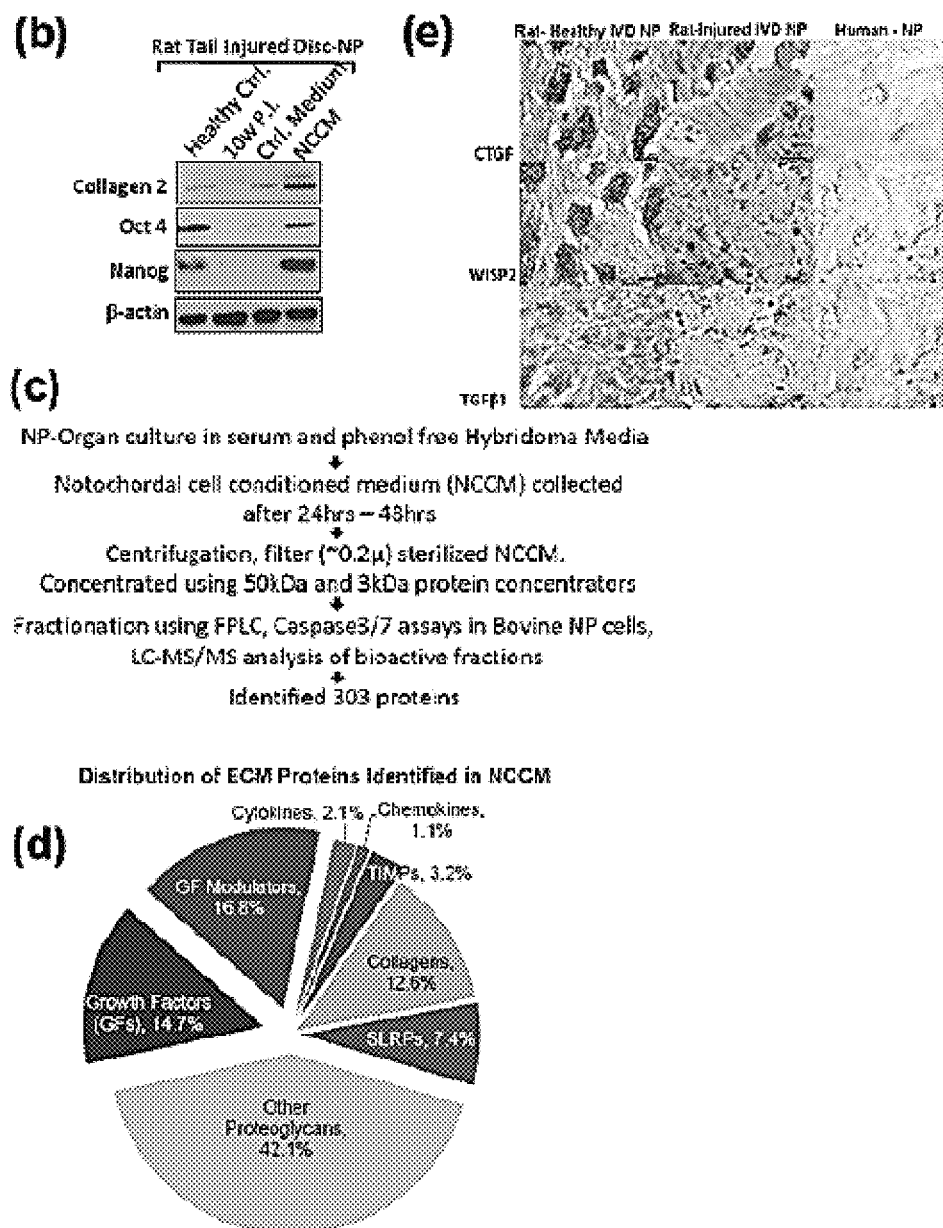 (b)
Rat Tail Injured Disc-NP
Healthy Ctrl.
10w P.I.
Ctrl. Medium
NCCM
Collagen 2
Oct 4
Nanog
β-actin
(e)
Rat- Healthy IVD NP
Rat-Injured IVD NP
Human - NP
CTGF
WISP2
TGFβ1
(c)
NP-Organ culture in serum and phenol free Hybridoma Media
Notochordal cell conditioned medium (NCCM) collected
after 24hrs – 48hrs
Centrifugation, filter (~0.2µ) sterilized NCCM.
Concentrated using 50kDa and 3kDa protein concentrators
Fractionation using FPLC, Caspase3/7 assays in Bovine NP cells,
LC-MS/MS analysis of bioactive fractions
Identified 303 proteins
Distribution of ECM Proteins Identified in NCCM
(d)
Cytokines, 2.1%
Chemokines,
1.1%
TIMPs, 3.2%
GF Modulators,
16.8%
Collagens,
12.6%
Growth Factors
(GFs), 14.7%
SLRPs, 7.4%
Other
Proteoglycans,
42.1%